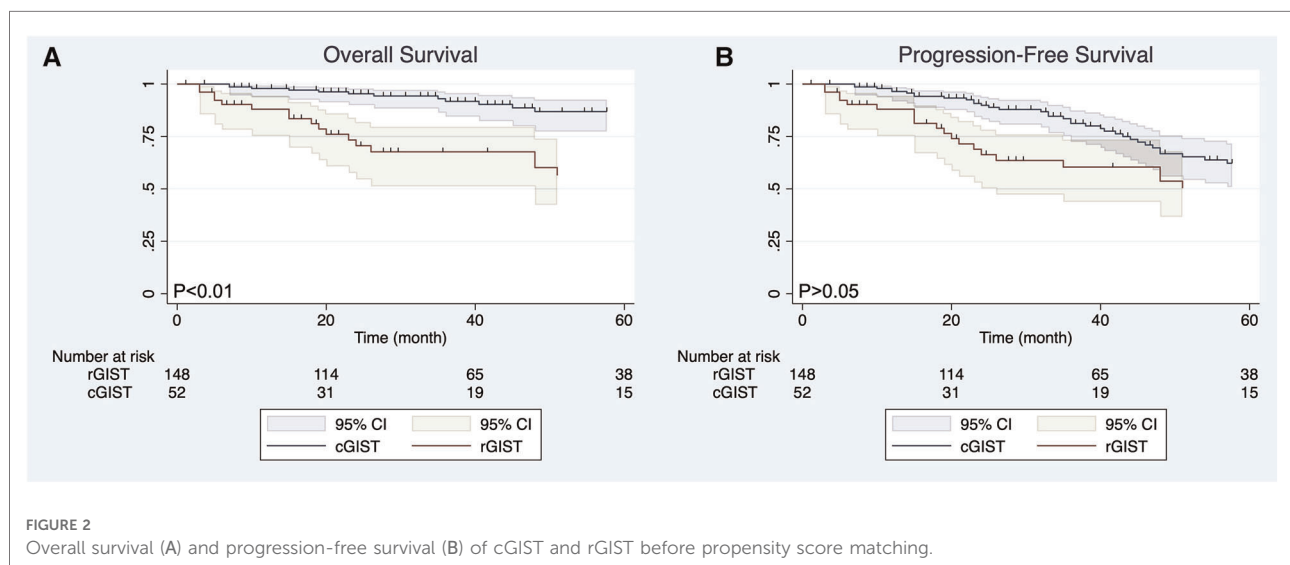 A
Overall Survival
1
.75
.5
.25
0
P<0.01
0 20 40 60
Time (month)
Number at risk
rGIST 148 114 65 38
cGIST 52 31 19 15
95% CI 95% CI
cGIST rGIST
B
Progression-Free Survival
1
.75
.5
.25
0
P>0.05
0 20 40 60
Time (month)
Number at risk
rGIST 148 114 65 38
cGIST 52 31 19 15
95% CI 95% CI
cGIST rGIST
FIGURE 2
Overall survival (A) and progression-free survival (B) of cGIST and rGIST before propensity score matching.